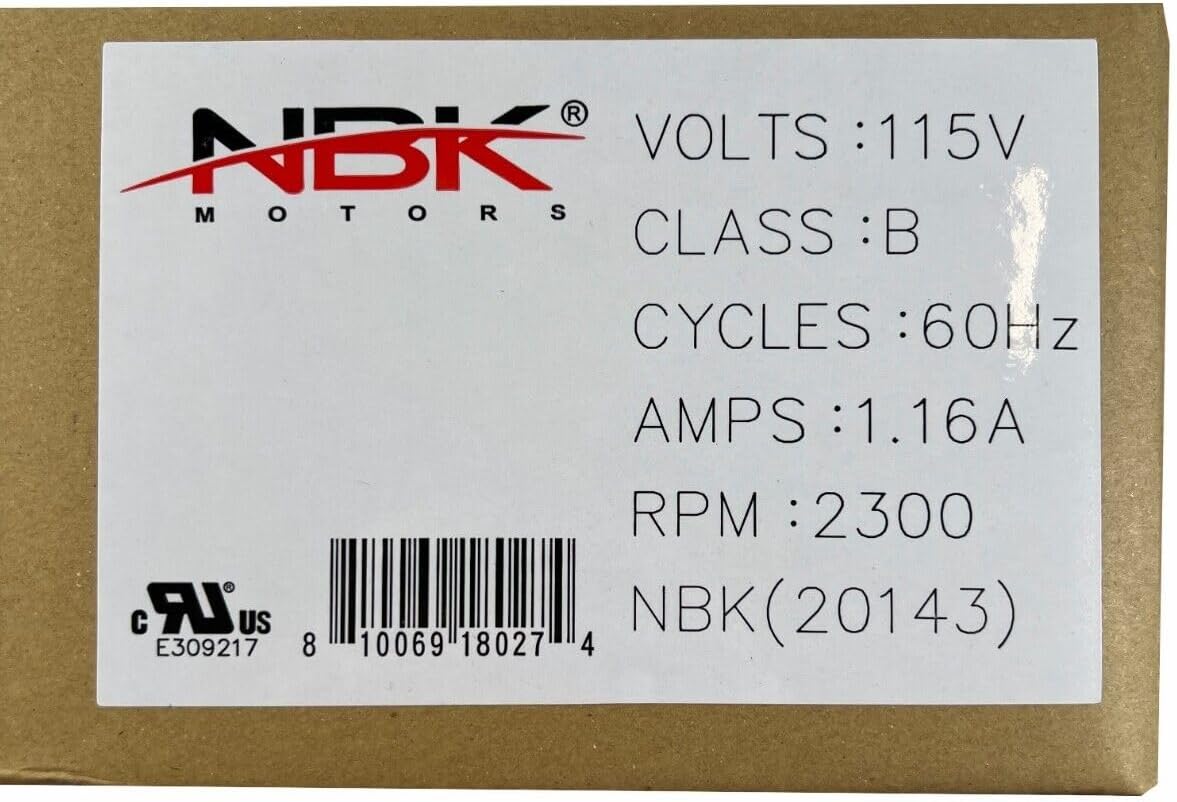 NBK®
MOTORS
VOLTS :115V
CLASS :B
CYCLES :60Hz
AMPS :1.16A
RPM :2300
NBK(20143)
c RU® US
E309217
8 10069 18027 4